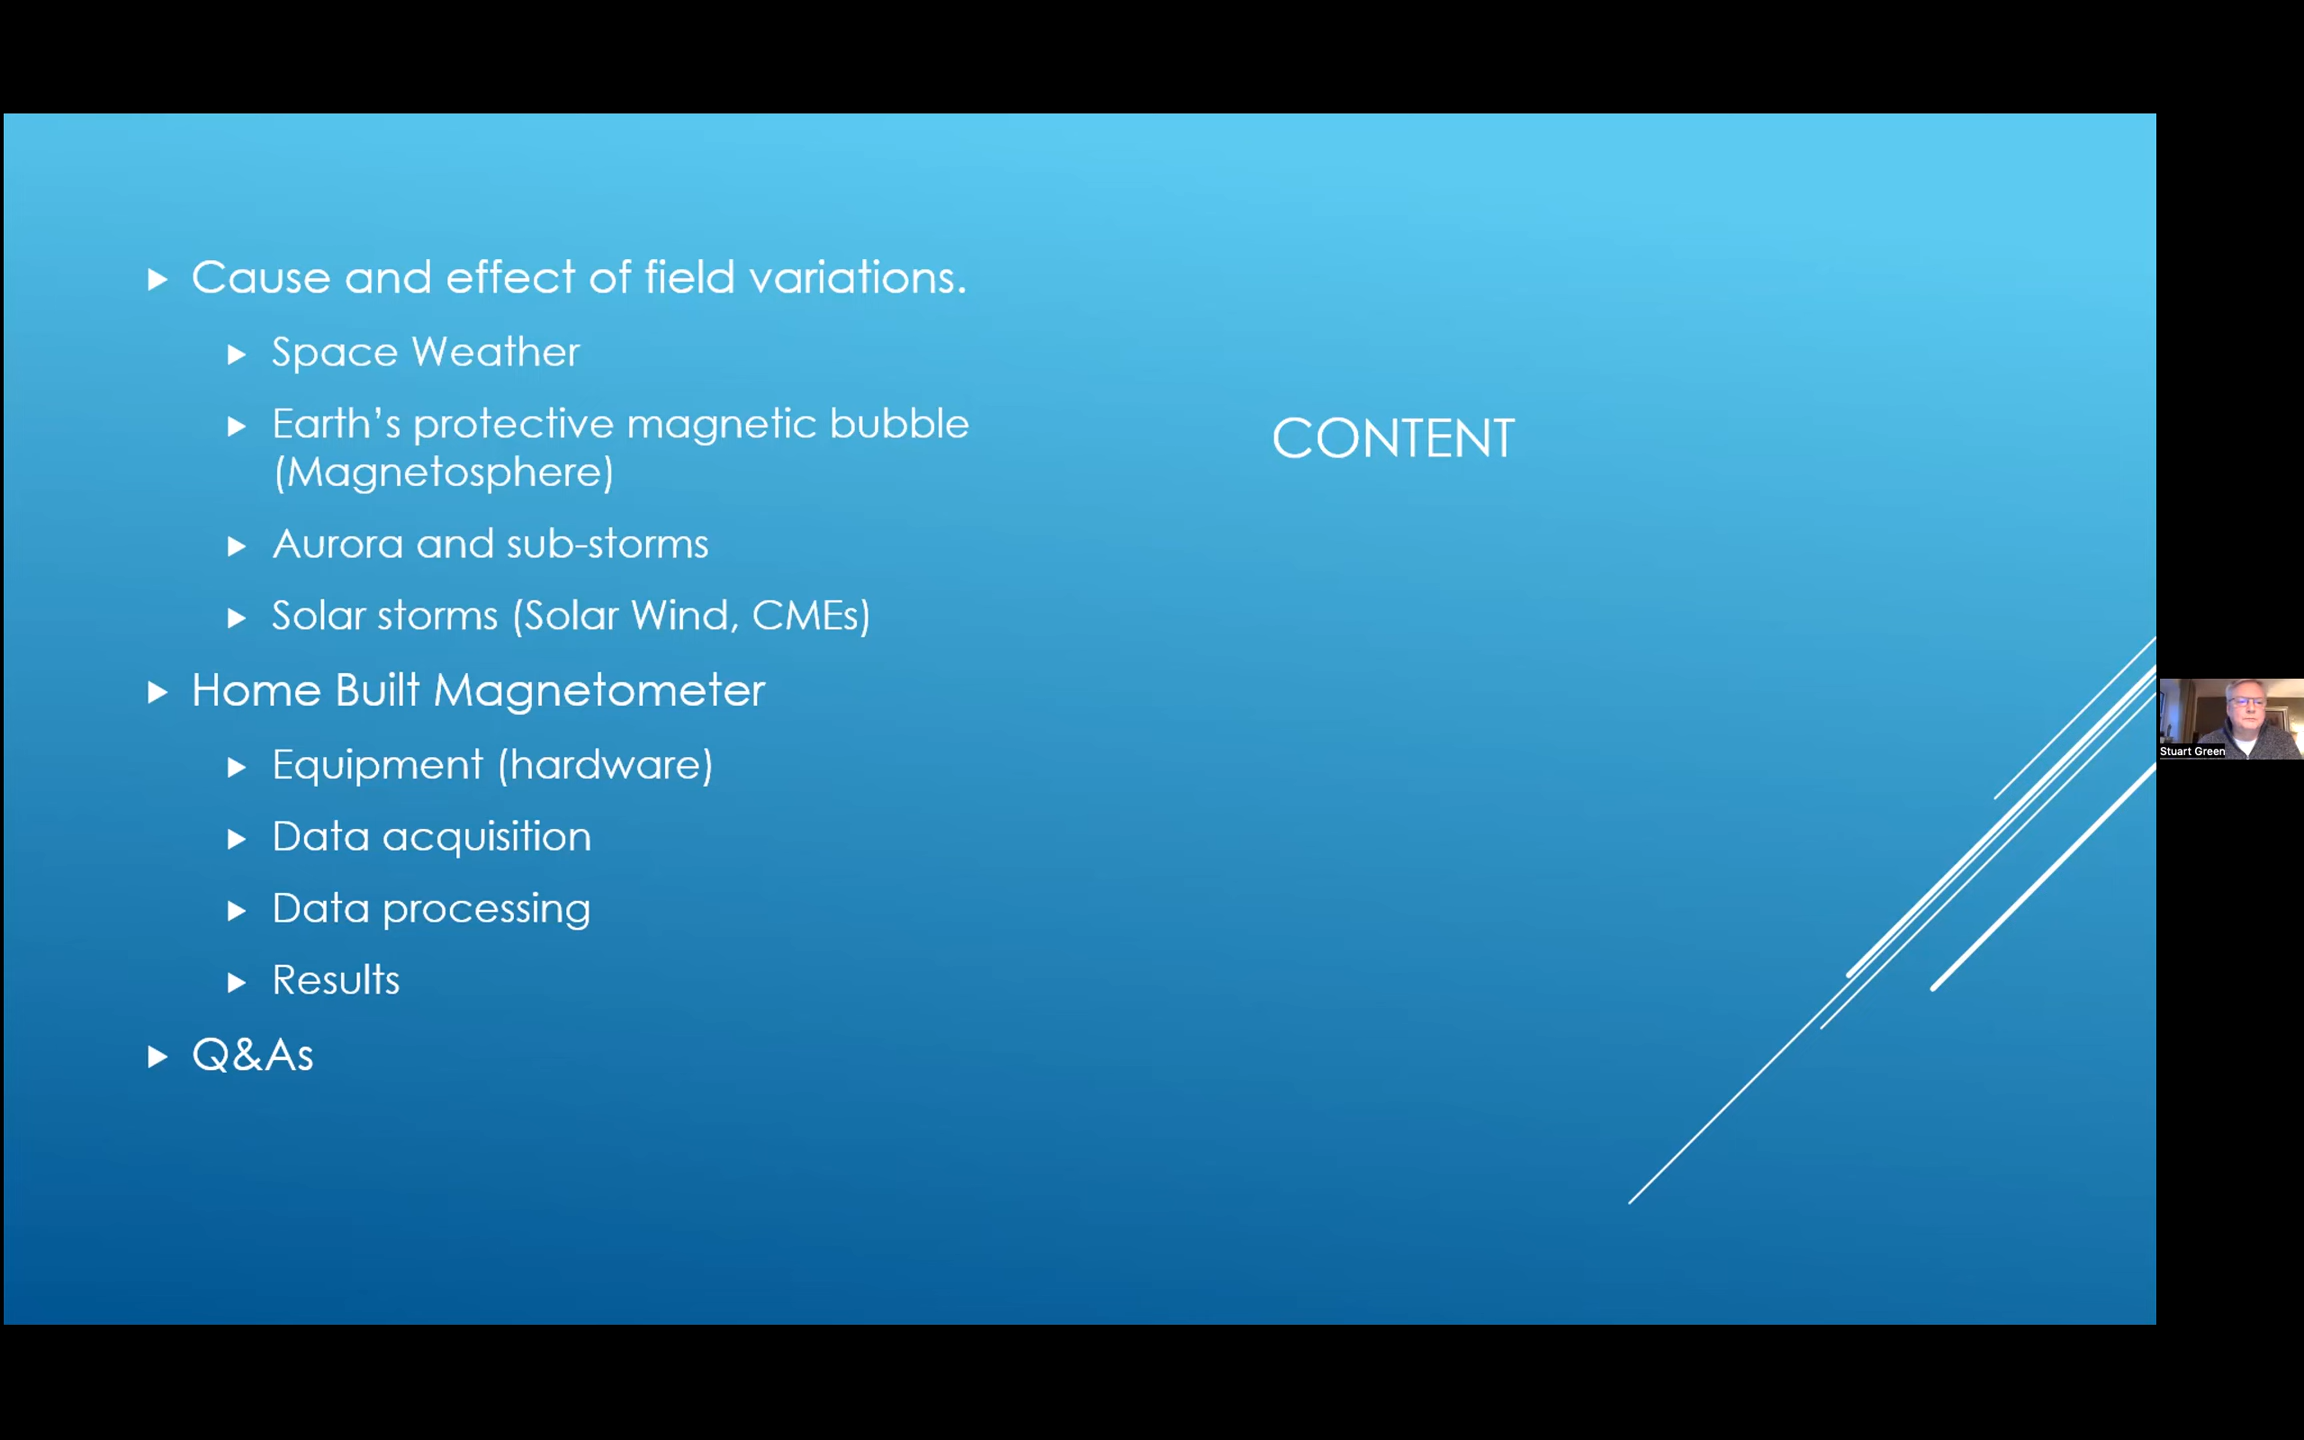 Cause and effect of field variations.
Space Weather
Earth’s protective magnetic bubble
(Magnetosphere)
Aurora and sub-storms
Solar storms (Solar Wind, CMEs)
Home Built Magnetometer
Equipment (hardware)
Data acquisition
Data processing
Results
Q&As
CONTENT
Stuart Green